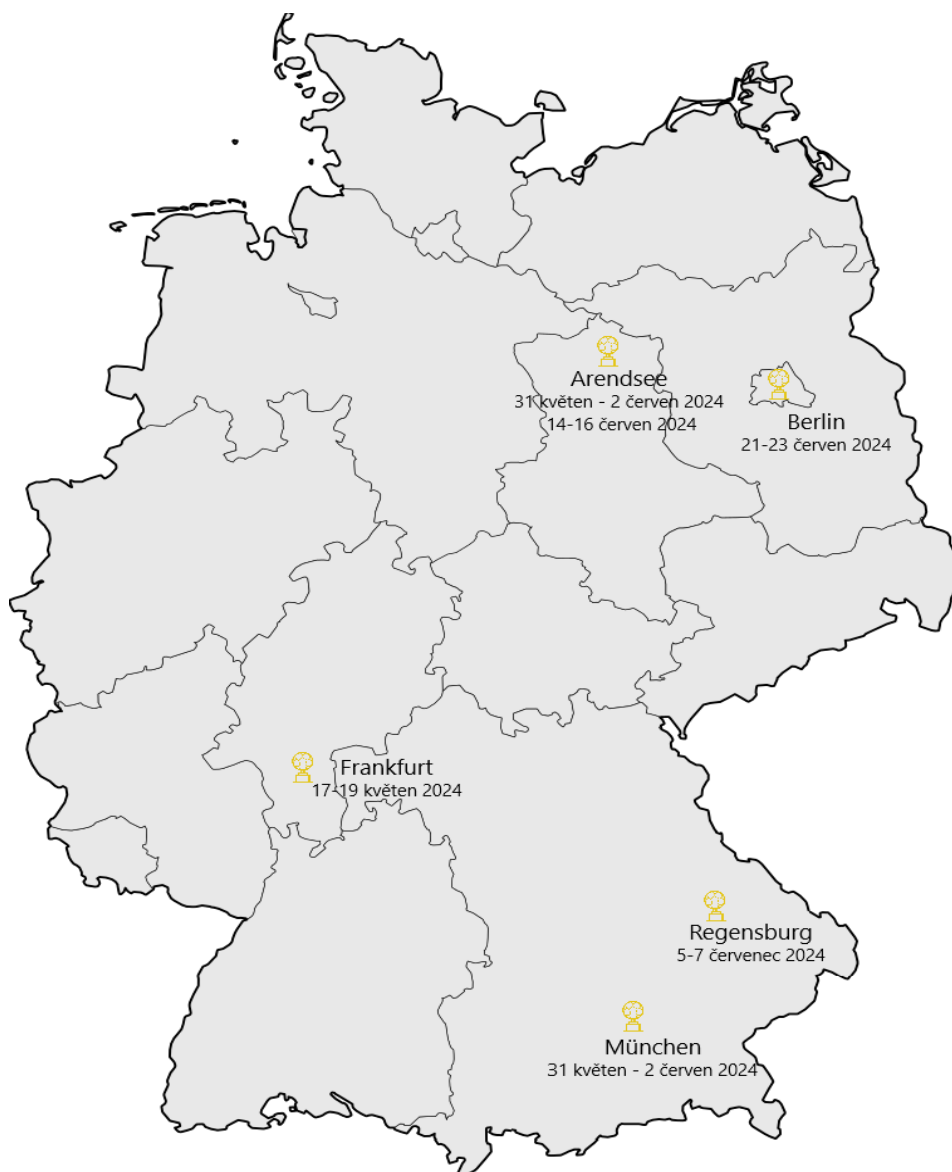 Arendsee
31 květen - 2 červen 2024
14-16 červen 2024
Berlin
21-23 červen 2024
Frankfurt
17-19 květen 2024
Regensburg
5-7 červenec 2024
München
31 květen - 2 červen 2024